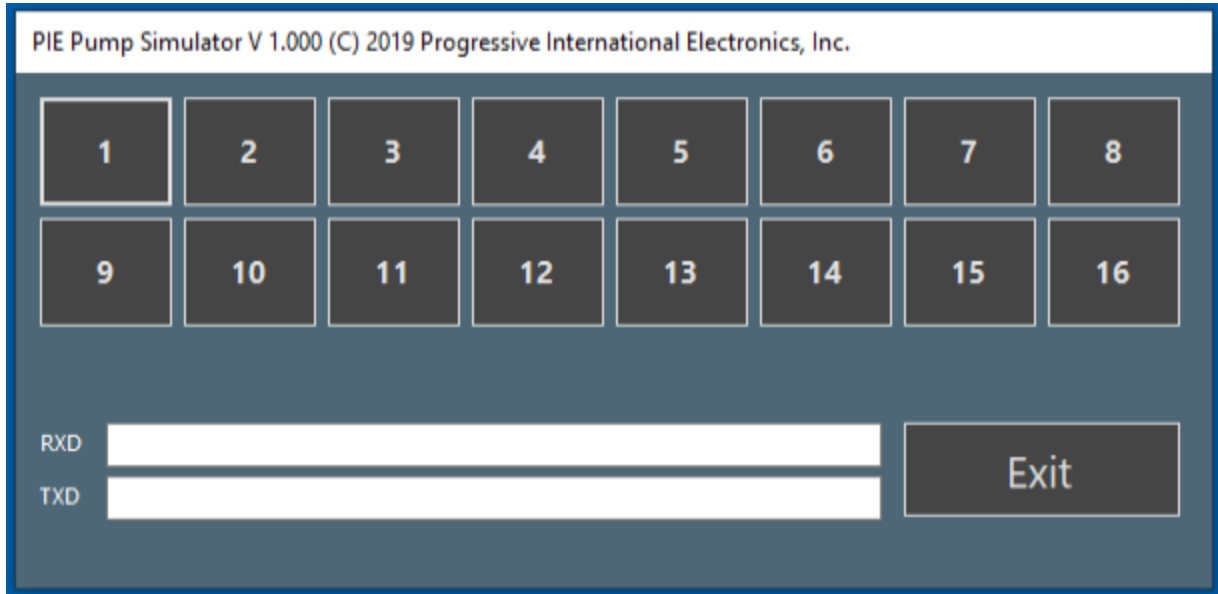 PIE Pump Simulator V 1.000 (C) 2019 Progressive International Electronics, Inc.
1 2 3 4 5 6 7 8
9 10 11 12 13 14 15 16
RXD
Exit
TXD